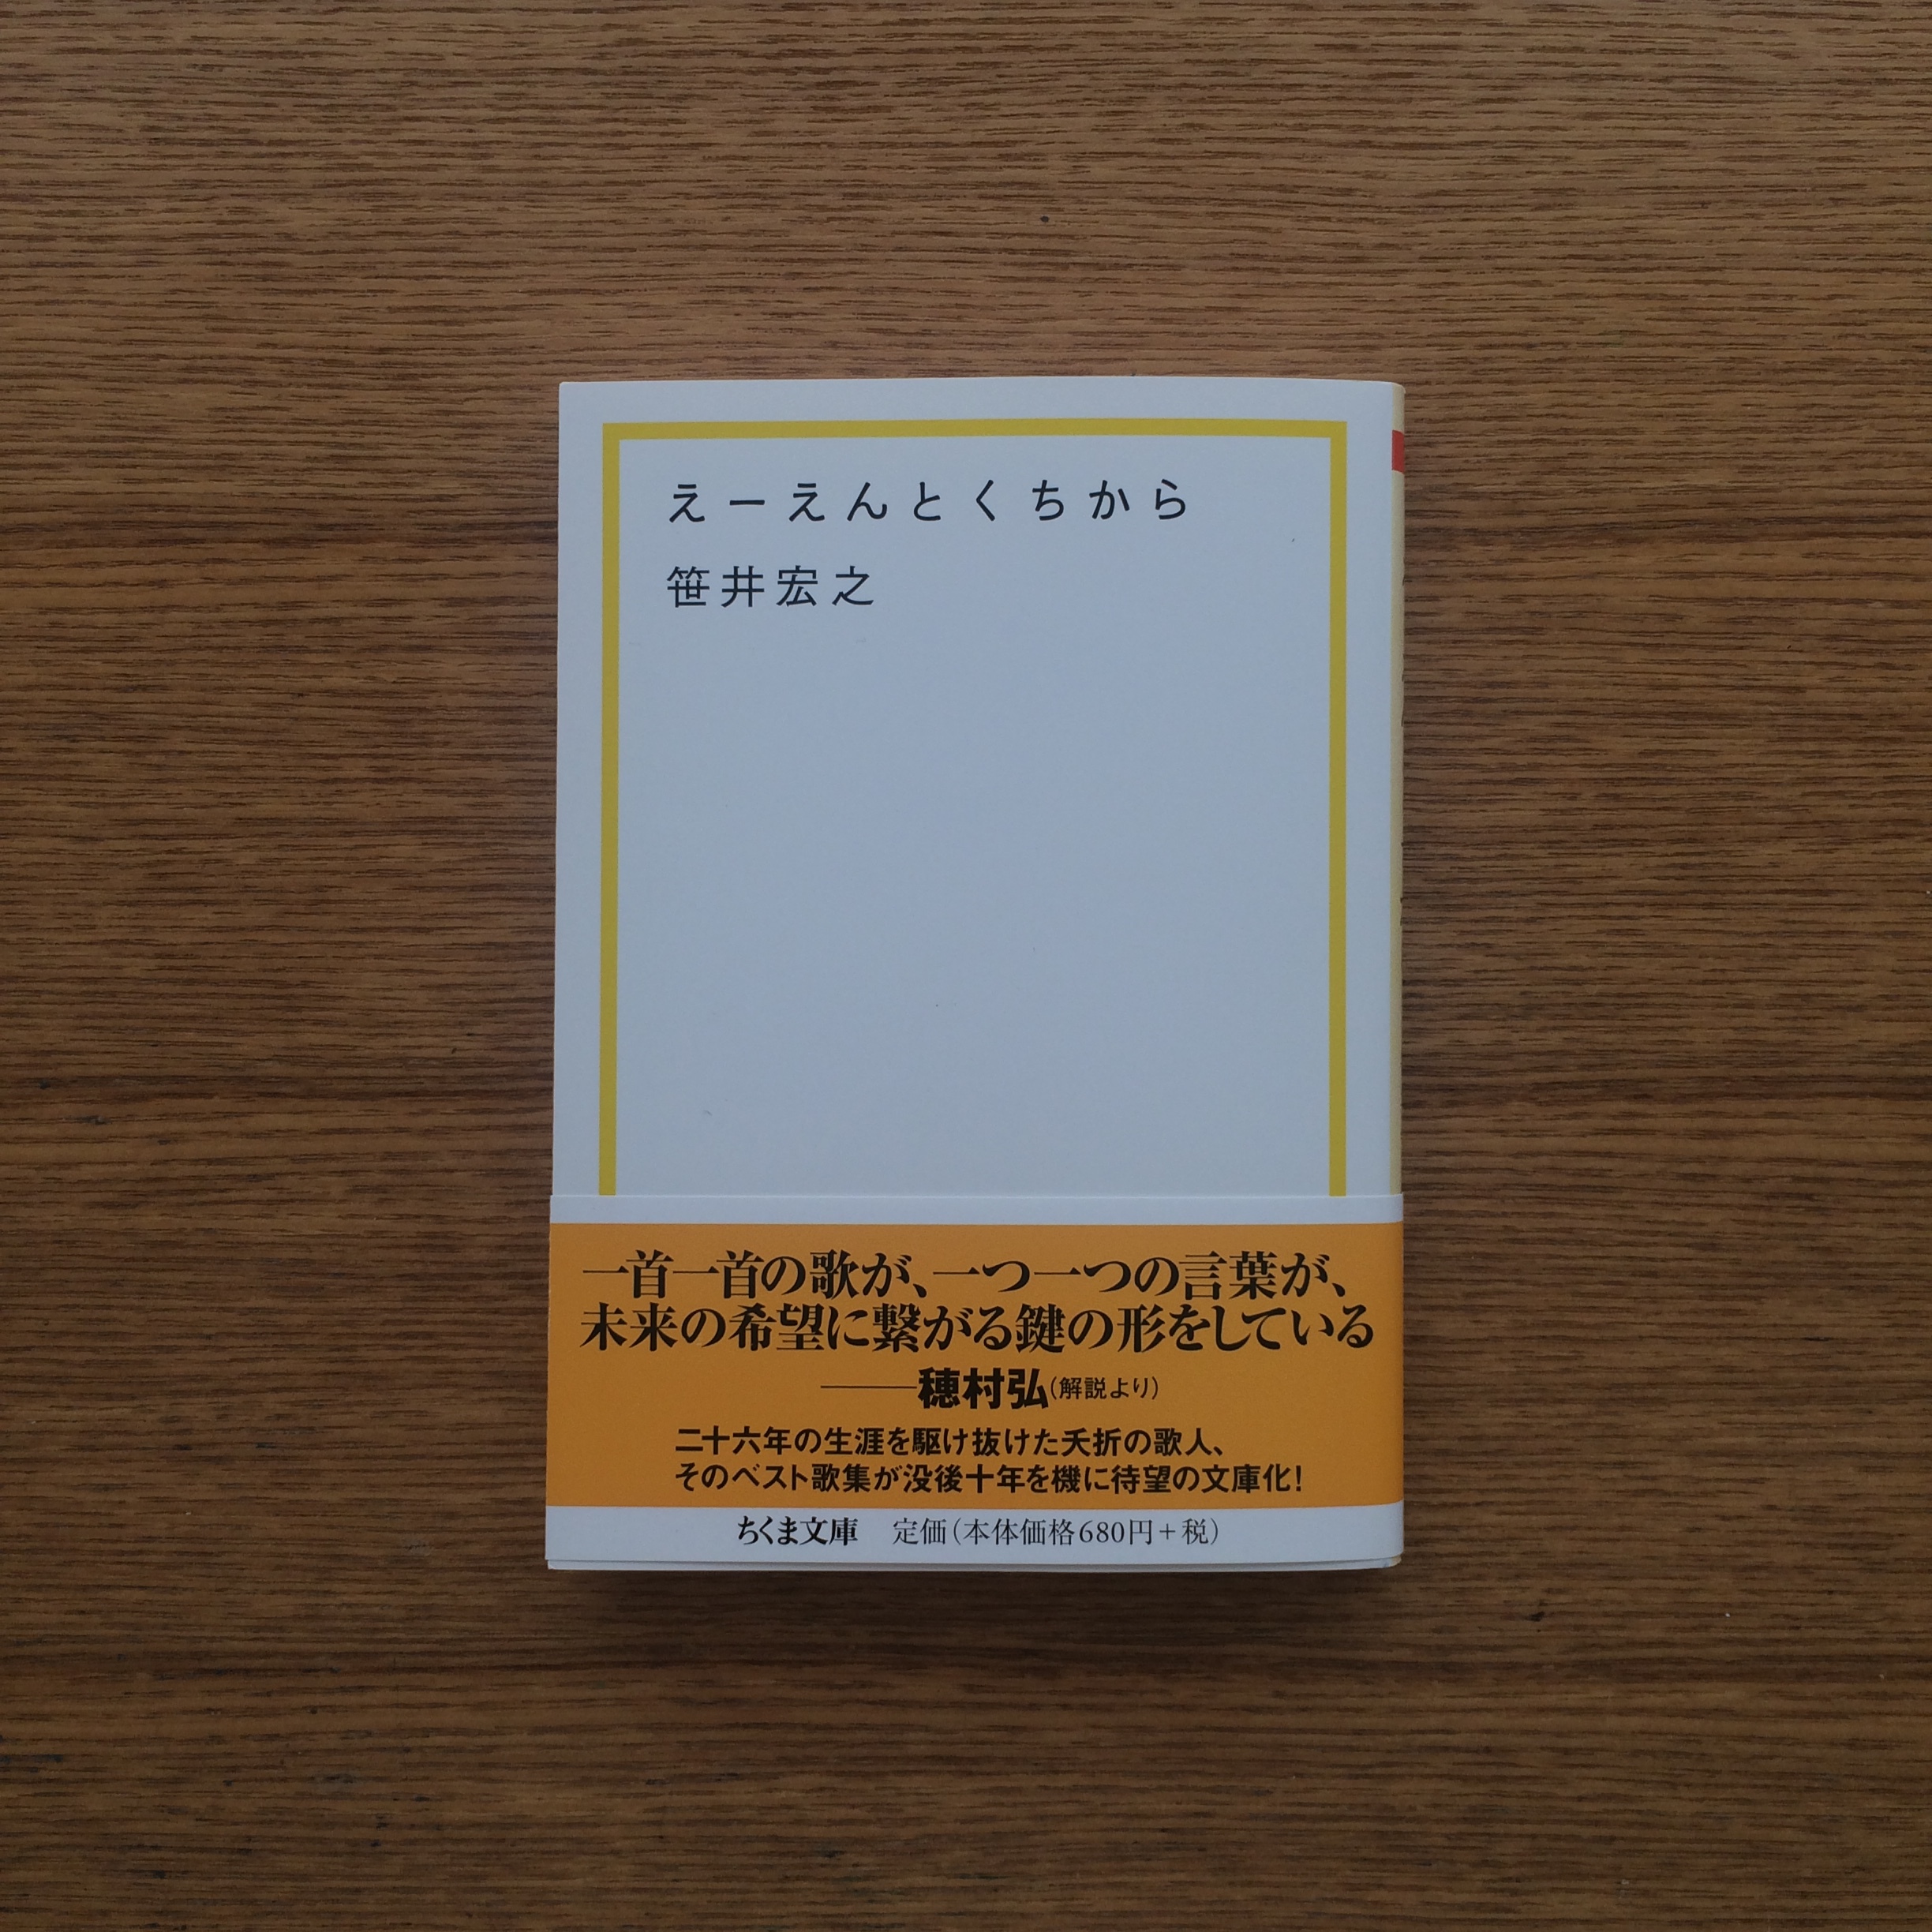 えーえんとくちから
笹井宏之
一首一首の歌が、一つ一つの言葉が、
未来の希望に繋がる鍵の形をしている
――穂村弘(解説より)
二十六年の生涯を駆け抜けた夭折の歌人、
そのベスト歌集が没後十年を機に待望の文庫化!
ちくま文庫　定価(本体価格680円+税)